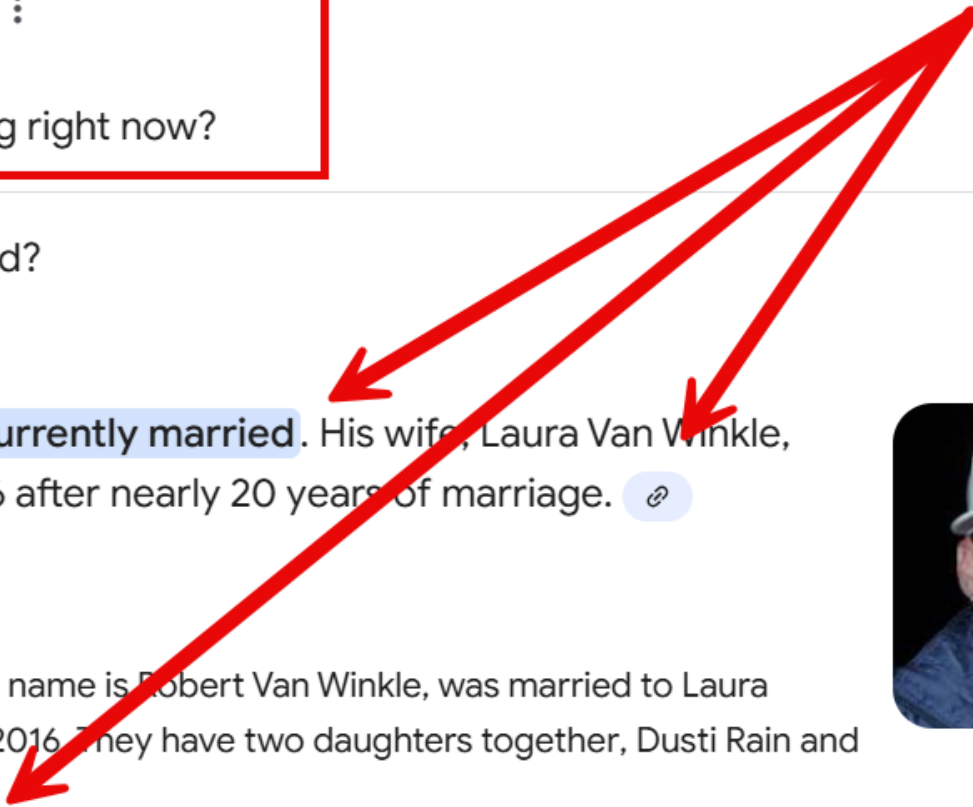 g right now?
d?
urrently married. His wife, Laura Van Winkle,
6 after nearly 20 years of marriage.
name is Robert Van Winkle, was married to Laura
2016. They have two daughters together, Dusti Rain and